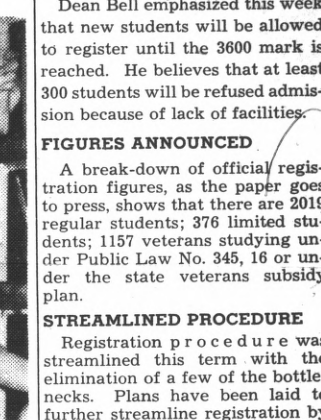 Dean Bell emphasized this week
that new students will be allowed
to register until the 3600 mark is
reached. He believes that at least
300 students will be refused admis-
sion because of lack of facilities.
FIGURES ANNOUNCED
A break-down of official regis-
tration figures, as the paper goes
to press, shows that there are 2019
regular students; 376 limited stu-
dents; 1157 veterans studying un-
der Public Law No. 345, 16 or un-
der the state veterans subsidy
plan.
STREAMLINED PROCEDURE
Registration procedure was
streamlined this term with the
elimination of a few of the bottle-
necks. Plans have been laid to
further streamline registration by